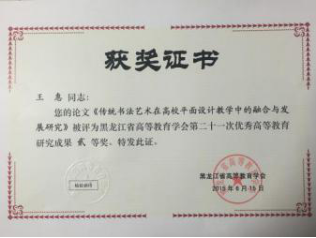 获奖证书
王惠 同志：
您的论文《传统书法艺术在高校平面设计教学中的融合与发
展研究》被评为黑龙江省高等教育学会第二十一次优秀高等教育
研究成果 贰 等奖。特发此证。
黑龙江省高等教育学会